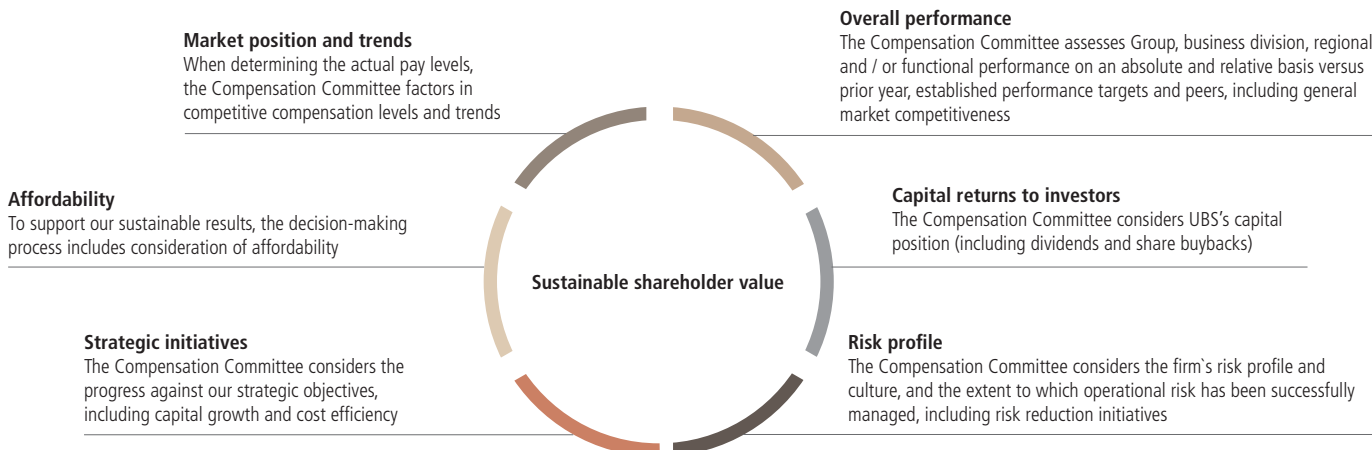 Market position and trends
When determining the actual pay levels,
the Compensation Committee factors in
competitive compensation levels and trends
Overall performance
The Compensation Committee assesses Group, business division, regional
and / or functional performance on an absolute and relative basis versus
prior year, established performance targets and peers, including general
market competitiveness
Affordability
To support our sustainable results, the decision-making
process includes consideration of affordability
Capital returns to investors
The Compensation Committee considers UBS's capital
position (including dividends and share buybacks)
Sustainable shareholder value
Strategic initiatives
The Compensation Committee considers the
progress against our strategic objectives,
including capital growth and cost efficiency
Risk profile
The Compensation Committee considers the firm`s risk profile and
culture, and the extent to which operational risk has been successfully
managed, including risk reduction initiatives